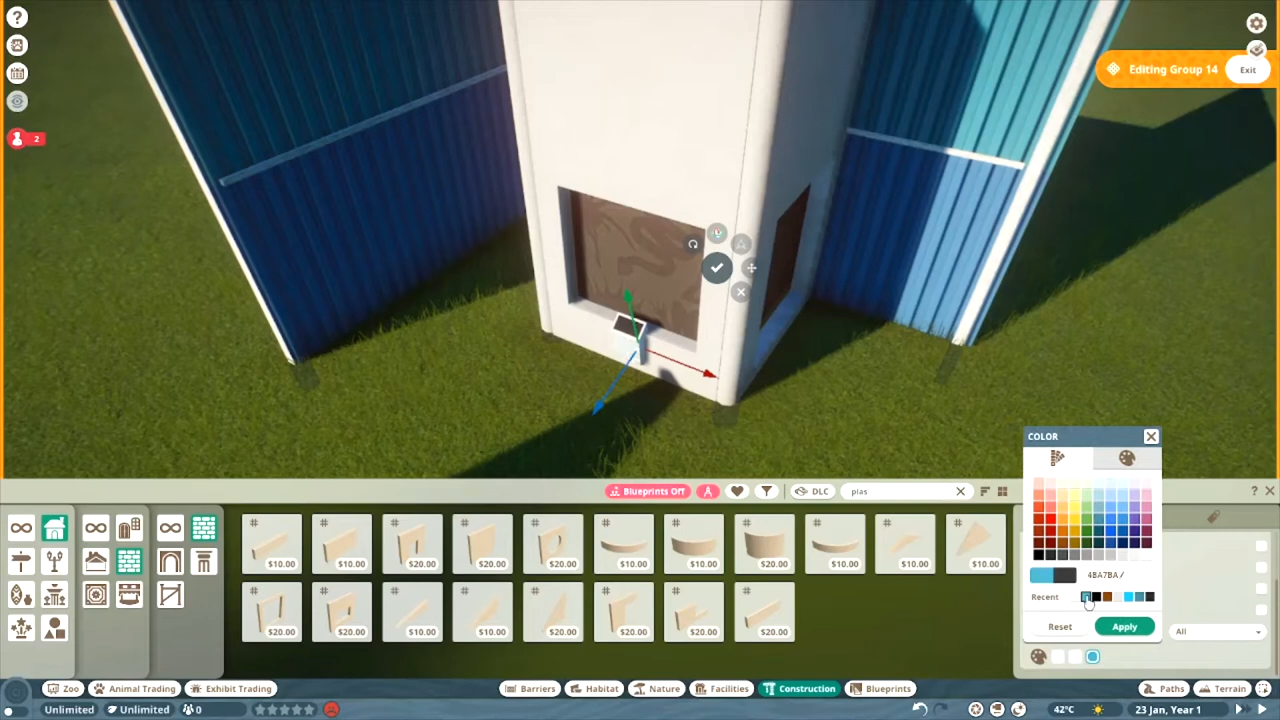 ?
Editing Group 14
Exit
2
COLOR
Blueprints Off
DLC
plas
?
$10.00
$10.00
$20.00
$20.00
$20.00
$10.00
$10.00
$20.00
$10.00
$10.00
$10.00
4BA7BA/
Recent
$20.00
$20.00
$10.00
$10.00
$20.00
$20.00
$20.00
$20.00
Reset
Apply
All
Zoo
Animal Trading
Exhibit Trading
Barriers
Habitat
Nature
Facilities
Construction
Blueprints
Paths
Terrain
Unlimited
Unlimited
0
42°C
23 Jan, Year 1